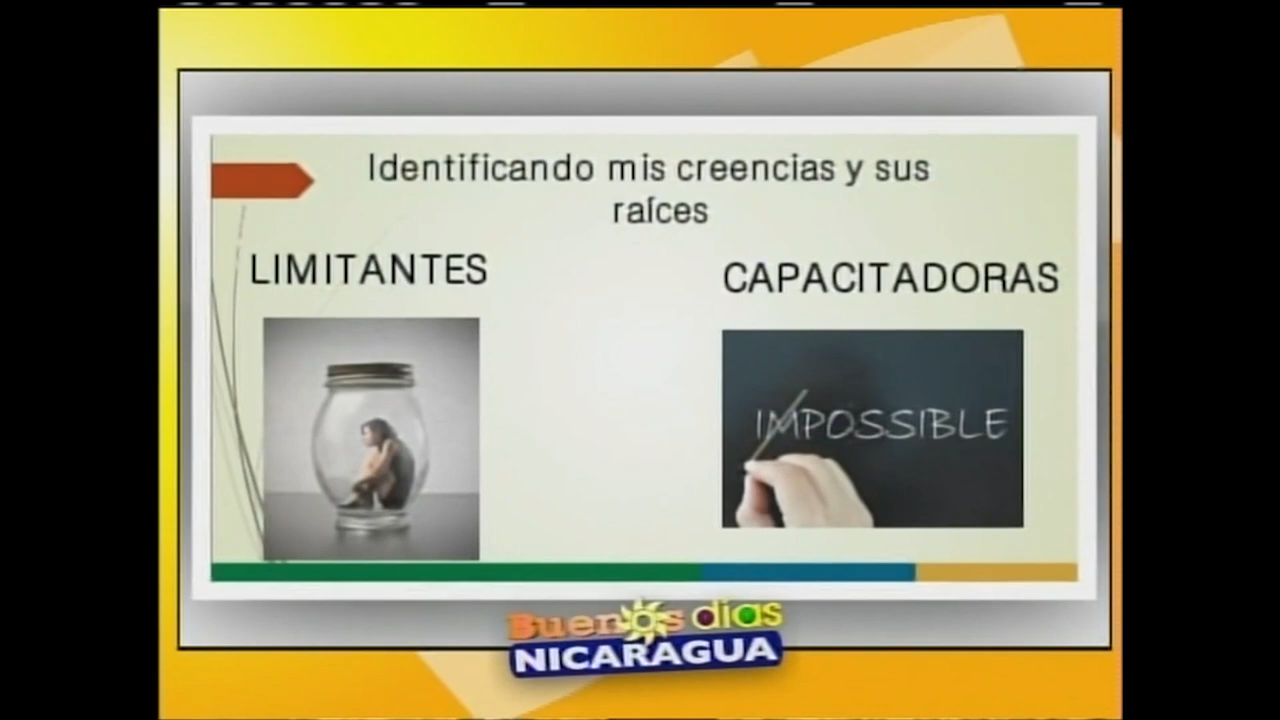 Identificando mis creencias y sus
raíces
LIMITANTES
CAPACITADORAS
IMPOSSIBLE
Buenos días
NICARAGUA